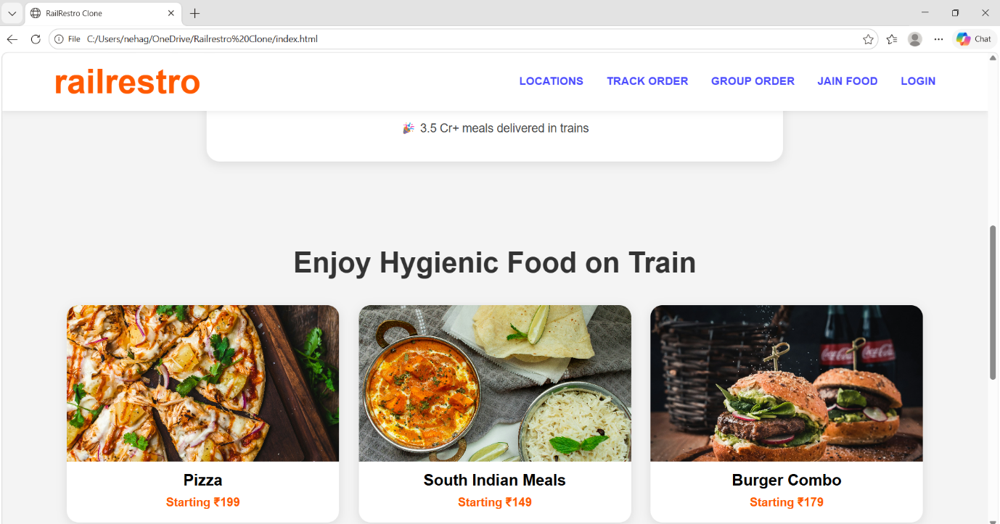 RailRestro Clone
File C:/Users/nehag/OneDrive/Railrestro%20Clone/index.html
Chat
railrestro
LOCATIONS TRACK ORDER GROUP ORDER JAIN FOOD LOGIN
🎉 3.5 Cr+ meals delivered in trains
Enjoy Hygienic Food on Train
Coca-Cola
Pizza South Indian Meals Burger Combo
Starting ₹199 Starting ₹149 Starting ₹179